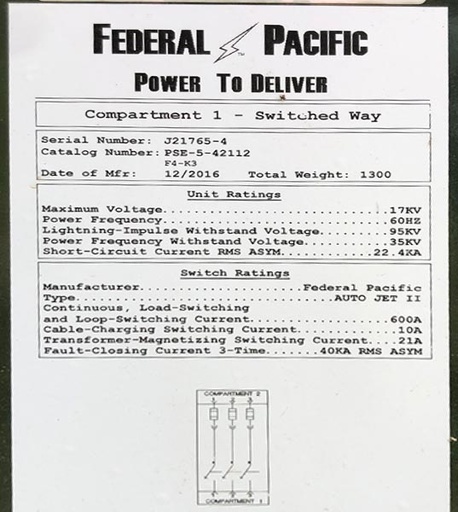 FEDERAL PACIFIC
POWER TO DELIVER
Compartment 1 - Switched Way
Serial Number: J21765-4
Catalog Number: PSE-5-42112
F4-K3
Date of Mfr: 12/2016 Total Weight: 1300
Unit Ratings
Maximum Voltage..............................17KV
Power Frequency..............................60HZ
Lightning-Impulse Withstand Voltage..........95KV
Power Frequency Withstand Voltage............35KV
Short-Circuit Current RMS ASYM.............22.4KA
Switch Ratings
Manufacturer......................Federal Pacific
Type.................................AUTO JET II
Continuous, Load-Switching
and Loop-Switching Current...................600A
Cable-Charging Switching Current..............10A
Transformer-Magnetizing Switching Current....21A
Fault-Closing Current 3-Time.......40KA RMS ASYM
COMPARTMENT 2
1 2 3
COMPARTMENT 1